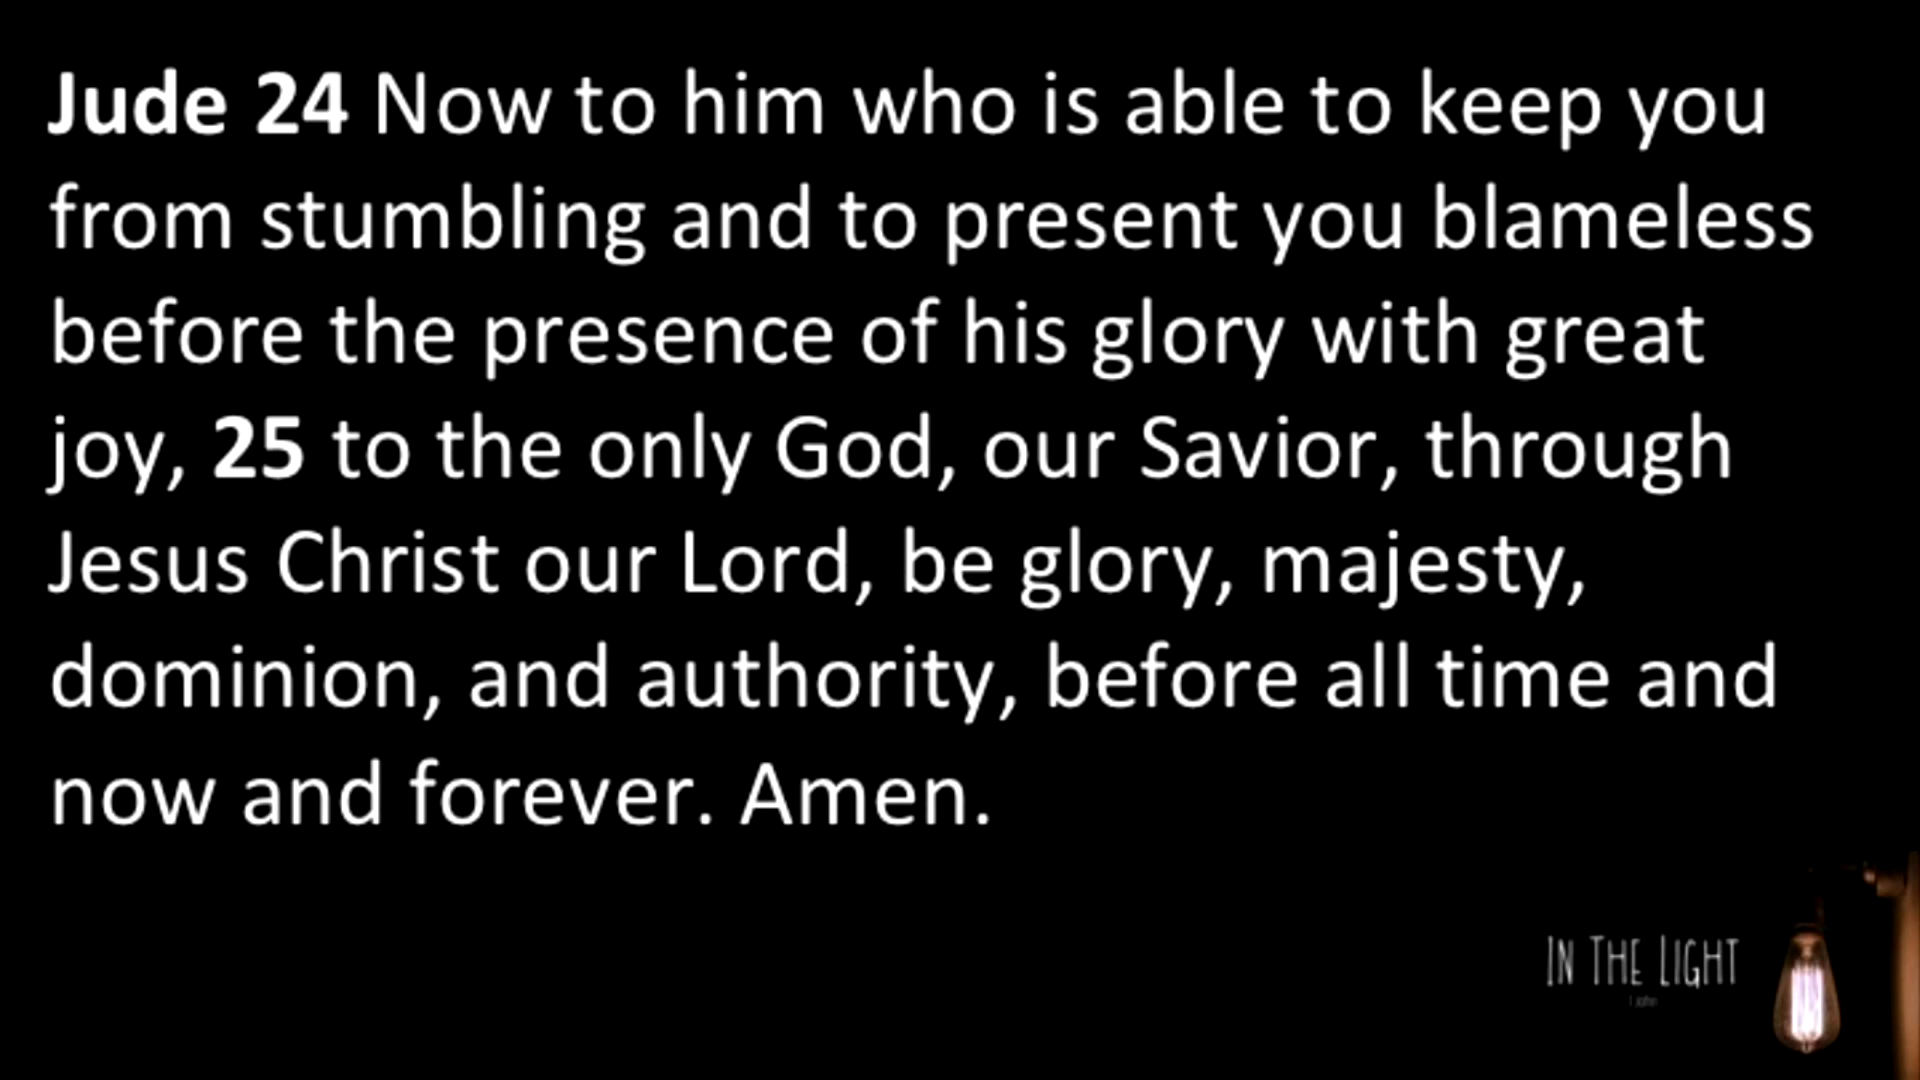 Jude 24 Now to him who is able to keep you
from stumbling and to present you blameless
before the presence of his glory with great
joy, 25 to the only God, our Savior, through
Jesus Christ our Lord, be glory, majesty,
dominion, and authority, before all time and
now and forever. Amen.
IN THE LIGHT
1 John